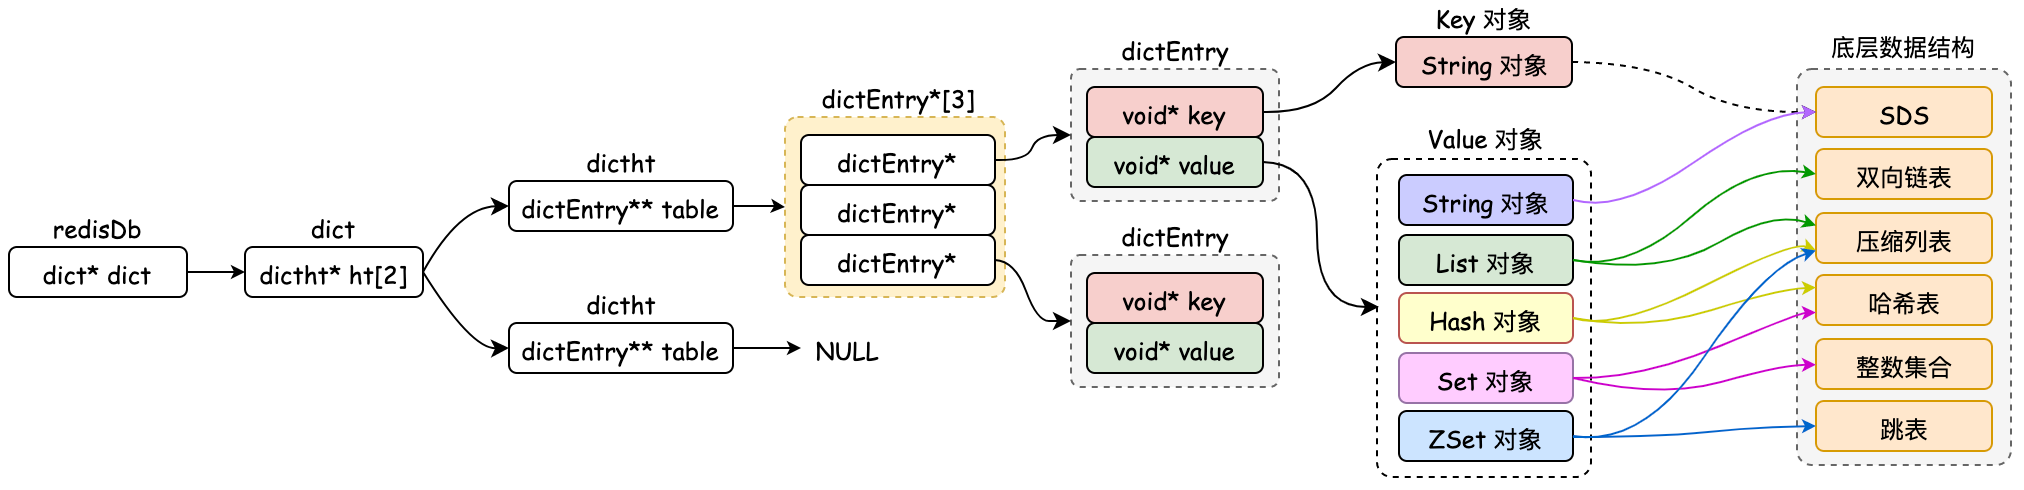 redisDb
dict* dict
dict
dictht* ht[2]
dictht
dictEntry** table
dictht
dictEntry** table
NULL
dictEntry*[3]
dictEntry*
dictEntry*
dictEntry*
dictEntry
void* key
void* value
dictEntry
void* key
void* value
Key 对象
String 对象
Value 对象
String 对象
List 对象
Hash 对象
Set 对象
ZSet 对象
底层数据结构
SDS
双向链表
压缩列表
哈希表
整数集合
跳表